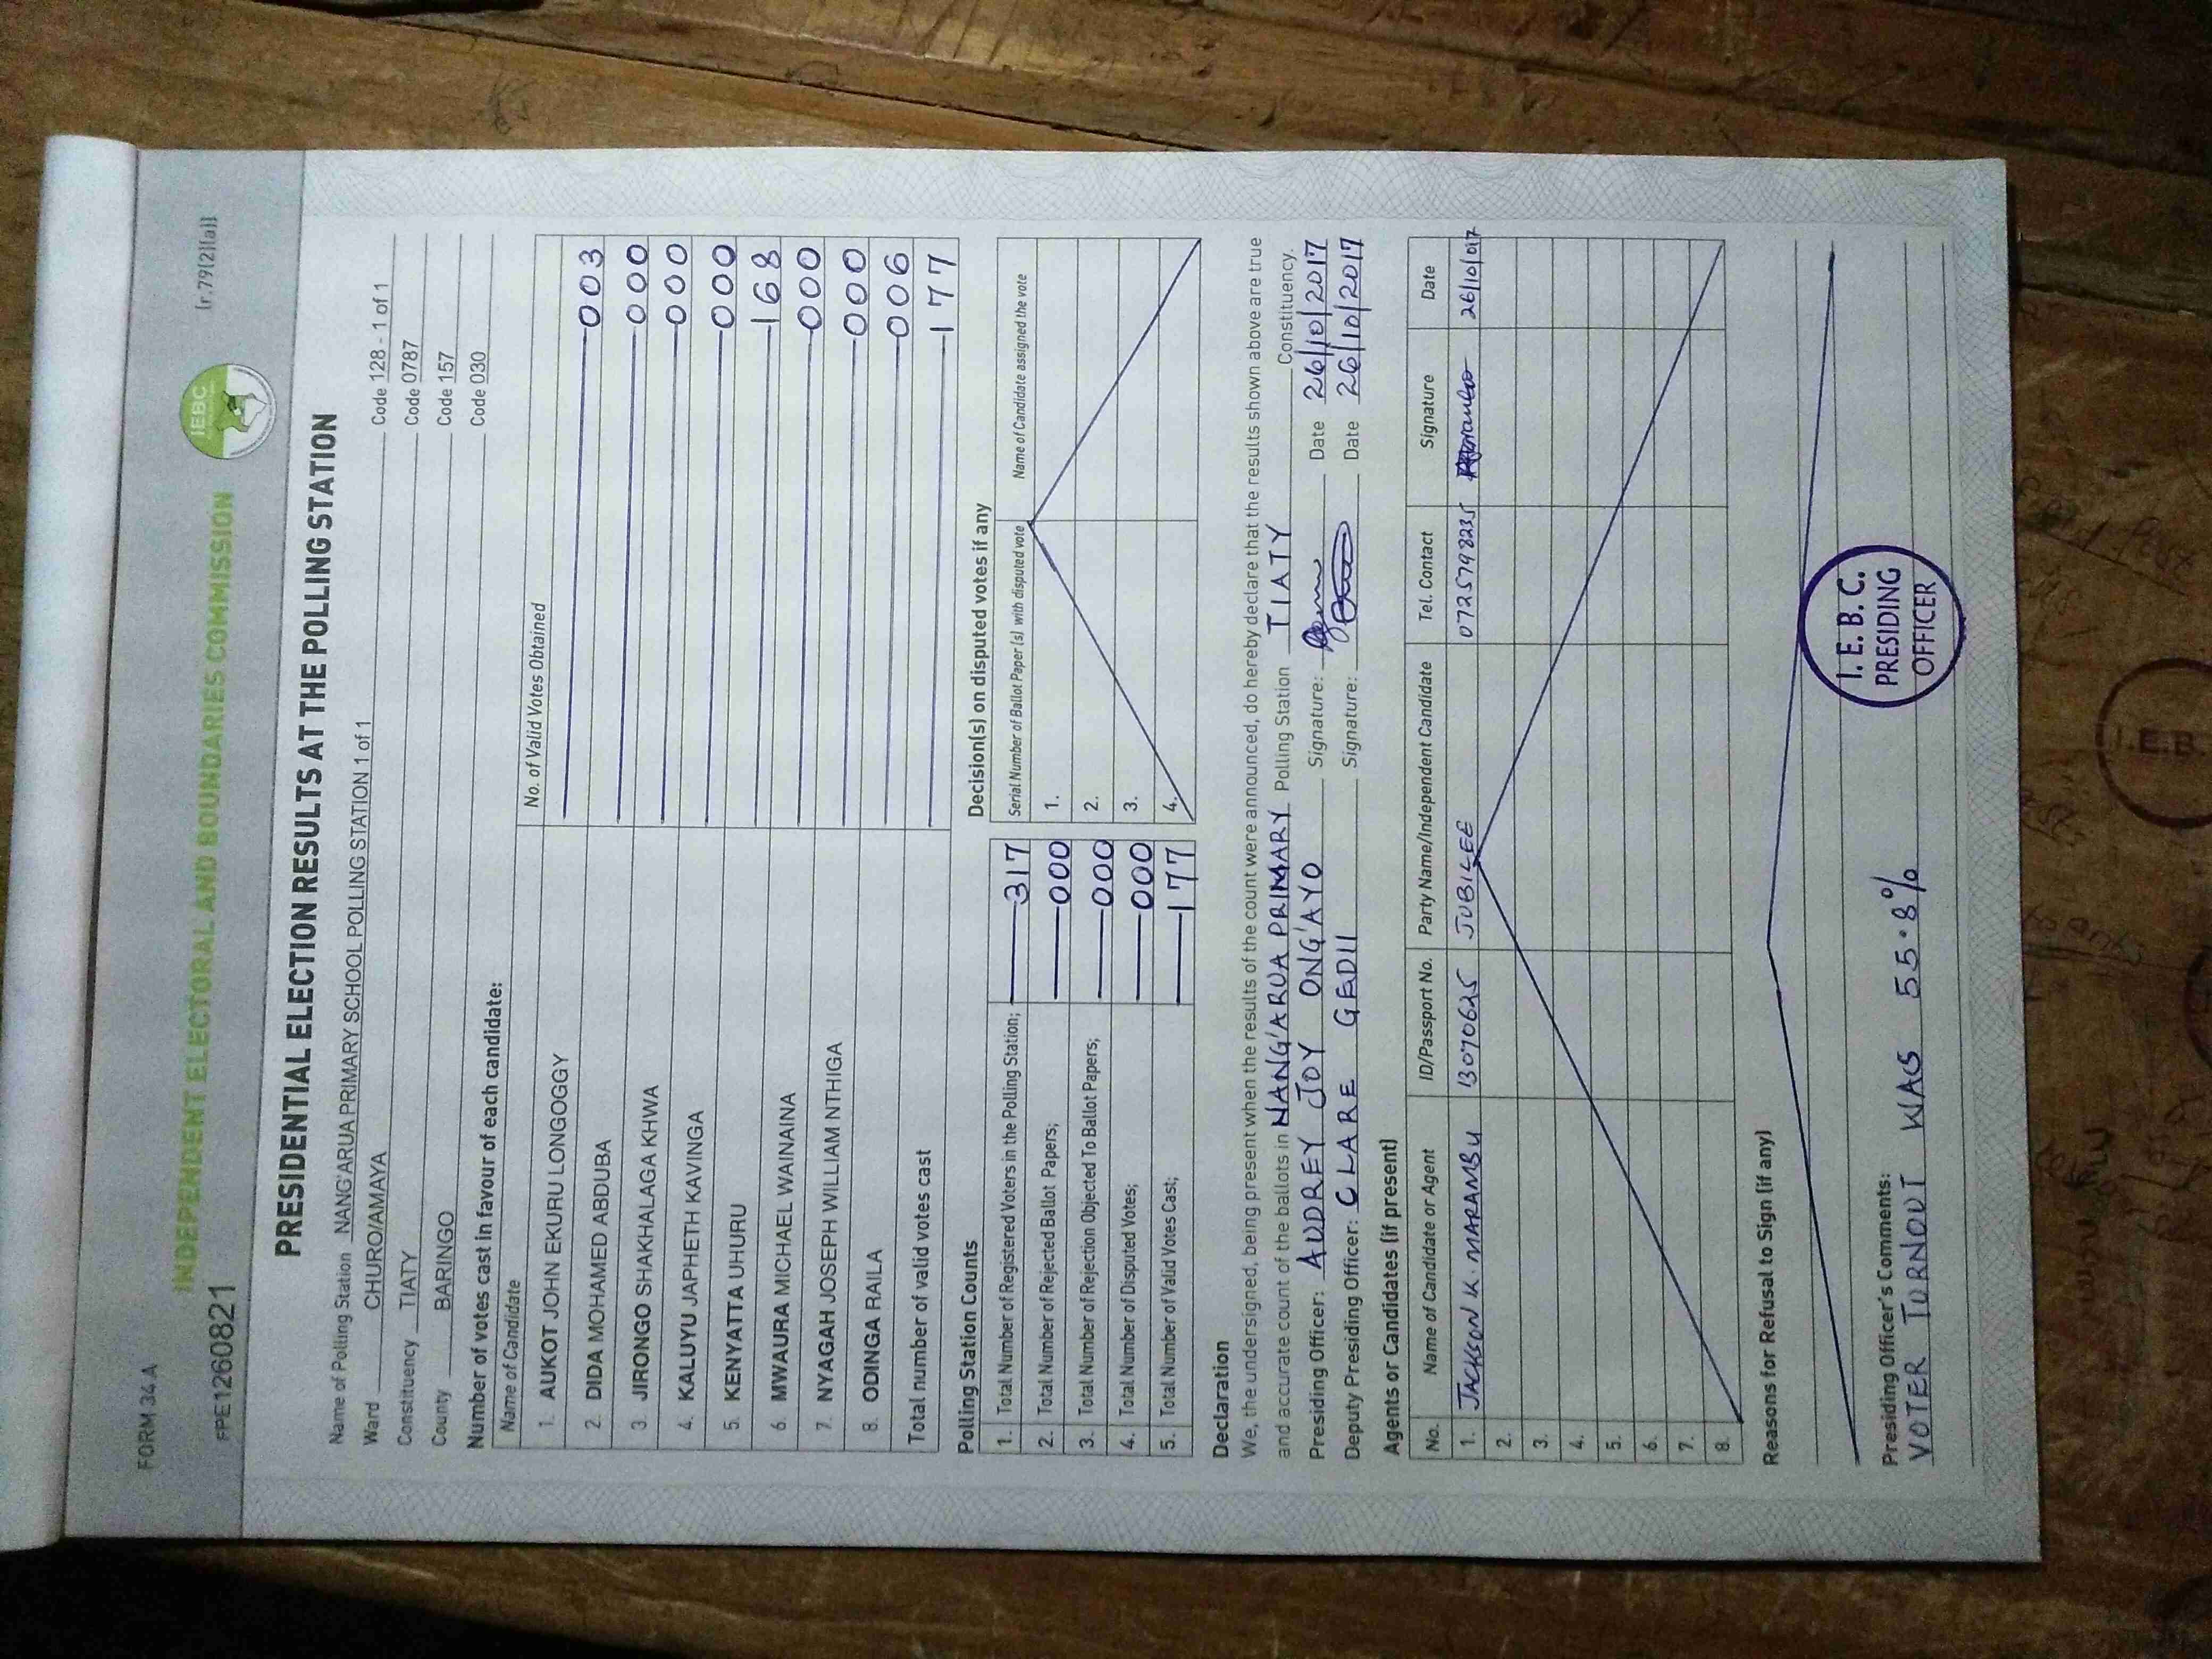 FORM 34 A
INDEPENDENT ELECTORAL AND BOUNDARIES COMMISSION
IEBC
(r.79(2)(a))
FPE1260821
PRESIDENTIAL ELECTION RESULTS AT THE POLLING STATION
Name of Polling Station NANG'ARUA PRIMARY SCHOOL POLLING STATION 1 of 1 Code 128 - 1 of 1
Ward CHURO/AMAYA Code 0787
Constituency TIATY Code 157
County BARINGO Code 030
Number of votes cast in favour of each candidate:
Name of Candidate No. of Valid Votes Obtained
1. AUKOT JOHN EKURU LONGOGGY 003
2. DIDA MOHAMED ABDUBA 000
3. JIRONGO SHAKHALAGA KHWA 000
4. KALUYU JAPHETH KAVINGA 000
5. KENYATTA UHURU 168
6. MWAURA MICHAEL WAINAINA 000
7. NYAGAH JOSEPH WILLIAM NTHIGA 000
8. ODINGA RAILA 006
Total number of valid votes cast 177
Polling Station Counts
1. Total Number of Registered Voters in the Polling Station; 317
2. Total Number of Rejected Ballot Papers; 000
3. Total Number of Rejection Objected To Ballot Papers; 000
4. Total Number of Disputed Votes; 000
5. Total Number of Valid Votes Cast; 177
Decision(s) on disputed votes if any
Serial Number of Ballot Paper (s) with disputed vote Name of Candidate assigned the vote
1.
2.
3.
4.
Declaration
We, the undersigned, being present when the results of the count were announced, do hereby declare that the results shown above are true
and accurate count of the ballots in NANG'ARUA PRIMARY Polling Station TIATY Constituency.
Presiding Officer: AUDREY JOY ONG'AYO Signature: Date 26/10/2017
Deputy Presiding Officer: CLARE GEDII Signature: Date 26/10/2017
Agents or Candidates (if present)
No. Name of Candidate or Agent ID/Passport No. Party Name/Independent Candidate Tel. Contact Signature Date
1. JACKSON K. MARAMBU 13070625 JUBILEE 0725798235 26/10/017
2.
3.
4.
5.
6.
7.
8.
Reasons for Refusal to Sign (if any)
Presiding Officer's Comments:
VOTER TURNOUT WAS 55.8%
I.E.B.C.
PRESIDING
OFFICER
I.E.B.